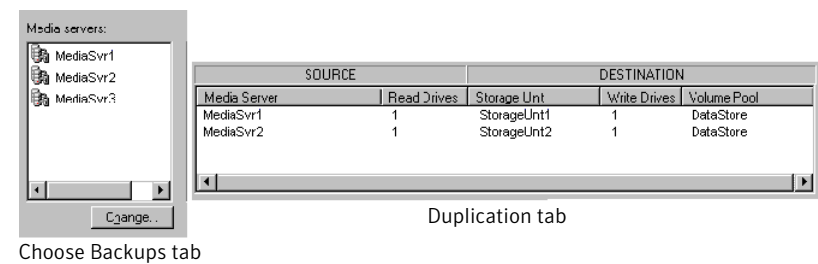 Media servers:
MediaSvr1
MediaSvr2
MediaSvr3
Change..
Choose Backups tab
SOURCE DESTINATION
Media Server Read Drives Storage Unit Write Drives Volume Pool
MediaSvr1 1 StorageUnt1 1 DataStore
MediaSvr2 1 StorageUnt2 1 DataStore
Duplication tab